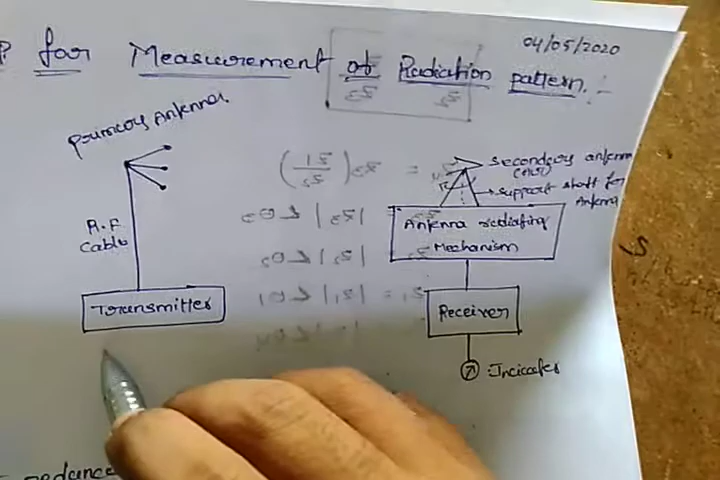 for Measurement of Radiation pattern.:-
04/05/2020
primary Antenna
R.F
Cable
Transmitter
secondary antenna
support shaft for
Antenna
Antenna rediating
Mechanism
Receiver
Indicator